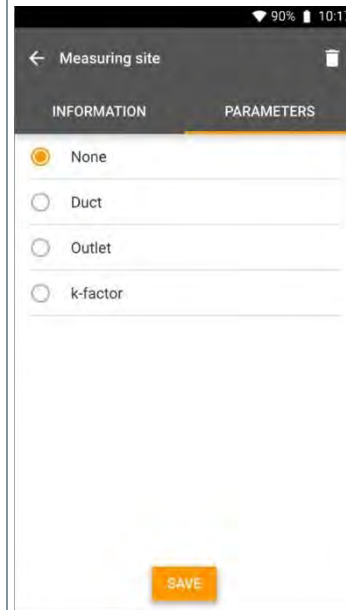 90% 10:17
Measuring site
INFORMATION PARAMETERS
None
Duct
Outlet
k-factor
SAVE